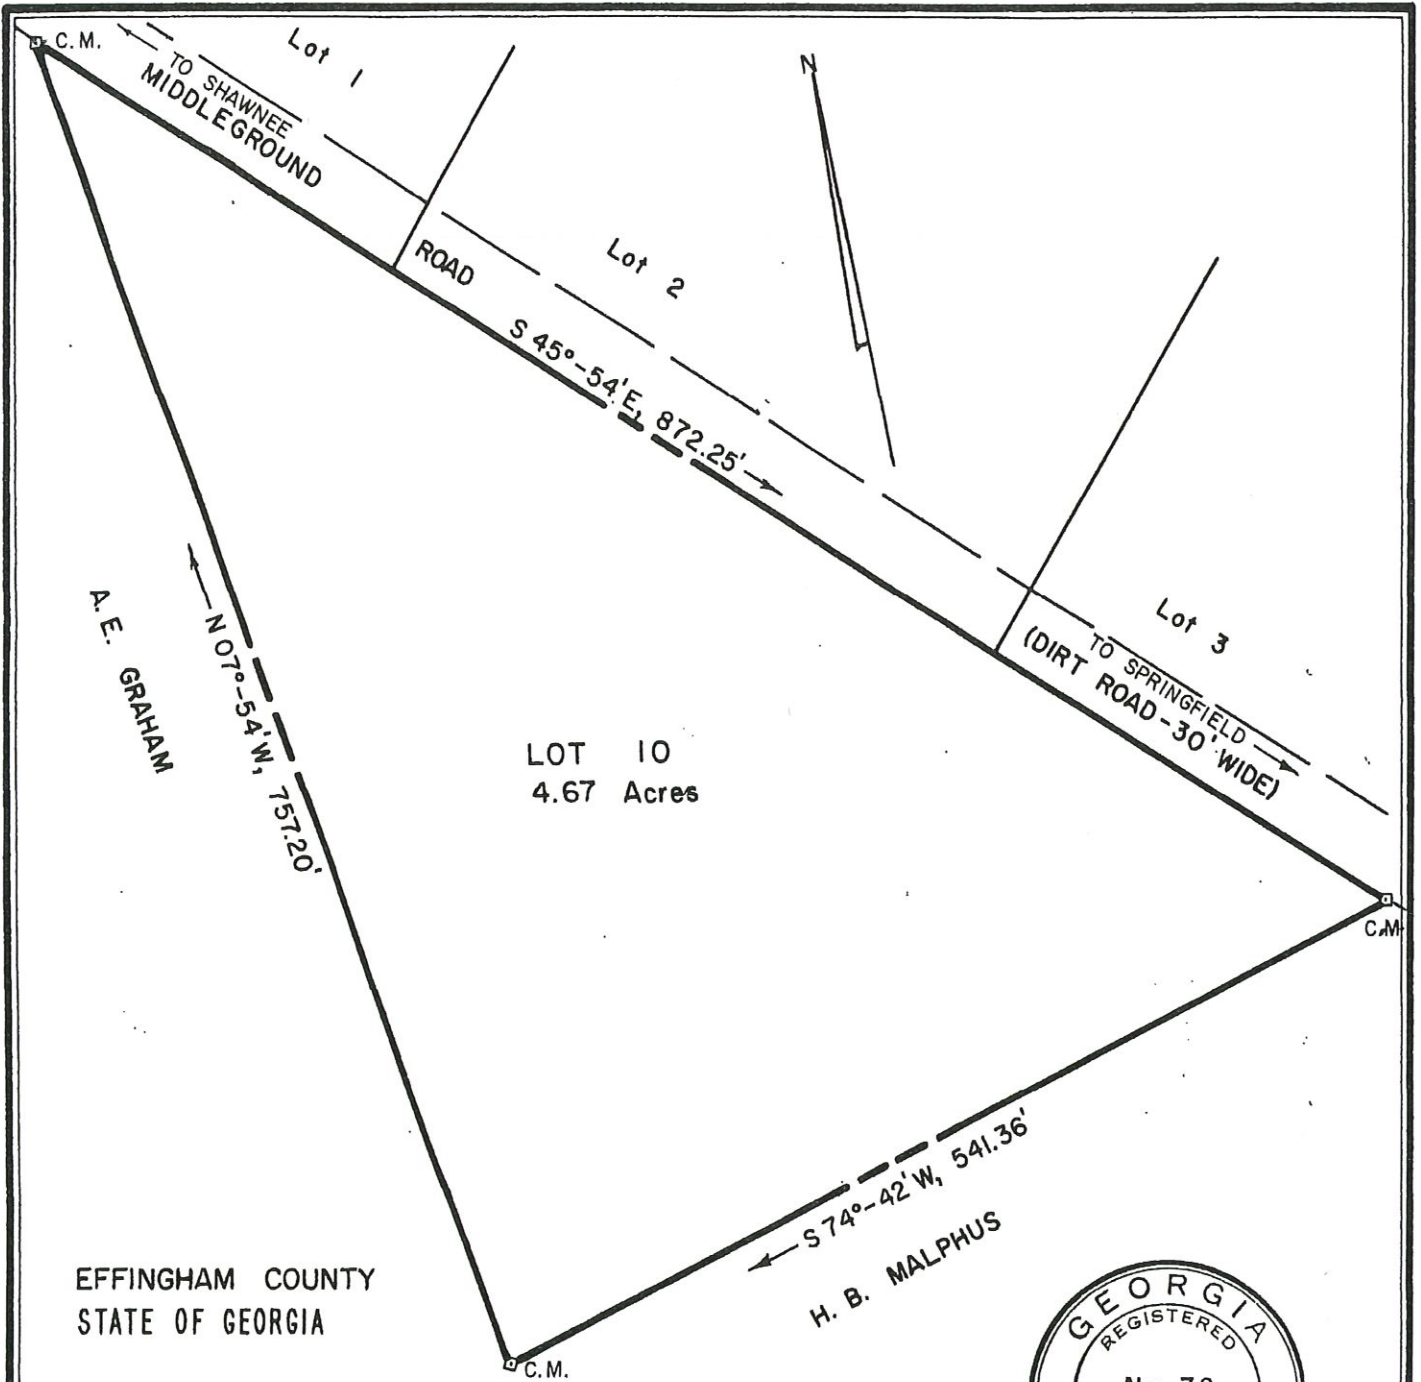 C. M.
Lot 1
TO SHAWNEE
MIDDLEGROUND
ROAD
N
Lot 2
S 45°-54'E, 872.25'
Lot 3
TO SPRINGFIELD
(DIRT ROAD-30' WIDE)
A. E. GRAHAM
N 07°-54'W, 757.20'
LOT 10
4.67 Acres
C.M
S 74°-42'W, 541.36'
H. B. MALPHUS
EFFINGHAM COUNTY
STATE OF GEORGIA
C.M.
GEORGIA
REGISTERED